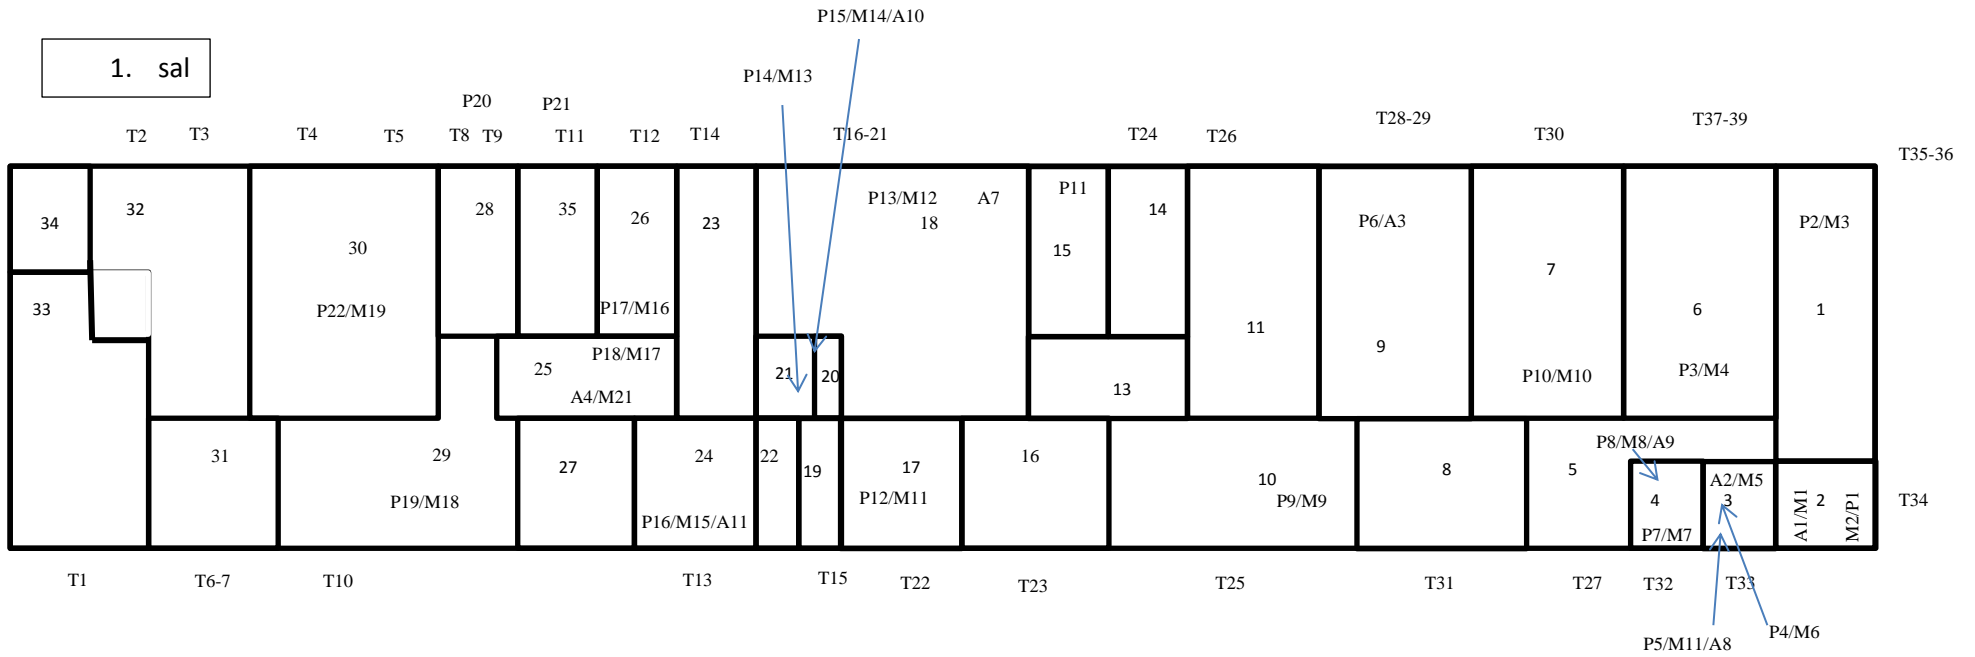 P15/M14/A10
1. sal
P14/M13
P20
P21
T28-29
T37-39
T2
T3
T4
T5
T8
T9
T11
T12
T14
T16-21
T24
T26
T30
T35-36
34
32
28
35
26
23
P13/M12
A7
18
P11
14
P6/A3
P2/M3
30
15
7
33
P22/M19
P17/M16
11
6
1
9
25
P18/M17
21
20
P10/M10
P3/M4
A4/M21
13
31
29
27
24
22
19
17
16
10
8
5
P8/M8/A9
P19/M18
P12/M11
P9/M9
4
A2/M5
3
A1/M1
2
M2/P1
T34
P16/M15/A11
P7/M7
T1
T6-7
T10
T13
T15
T22
T23
T25
T31
T27
T32
T33
P5/M11/A8
P4/M6